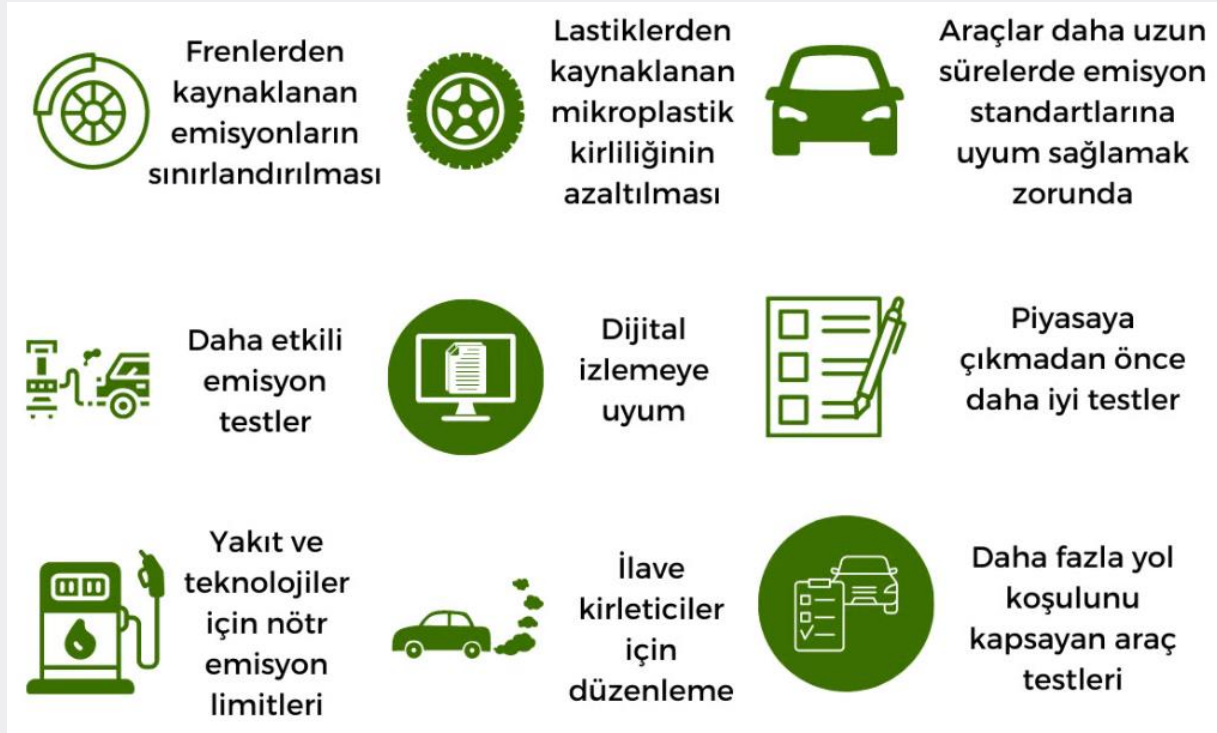 Frenlerden
kaynaklanan
emisyonların
sınırlandırılması
Lastiklerden
kaynaklanan
mikroplastik
kirliliğinin
azaltılması
Araçlar daha uzun
sürelerde emisyon
standartlarına
uyum sağlamak
zorunda
Daha etkili
emisyon
testler
Dijital
izlemeye
uyum
Piyasaya
çıkmadan önce
daha iyi testler
Yakıt ve
teknolojiler
için nötr
emisyon
limitleri
İlave
kirleticiler
için
düzenleme
Daha fazla yol
koşulunu
kapsayan araç
testleri